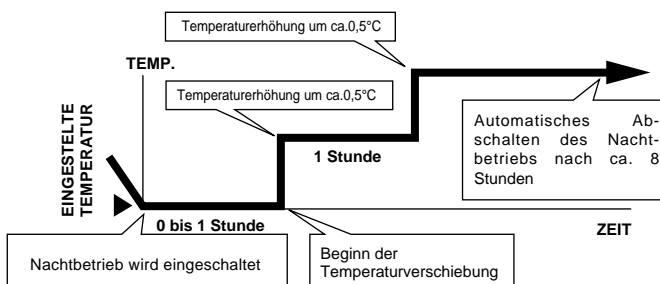 Temperaturerhöhung um ca.0,5°C
TEMP.
Temperaturerhöhung um ca.0,5°C
EINGESTELTE
TEMPERATUR
1 Stunde
Automatisches Ab-
schalten des Nacht-
betriebs nach ca. 8
Stunden
0 bis 1 Stunde
ZEIT
Nachtbetrieb wird eingeschaltet
Beginn der
Temperaturverschiebung